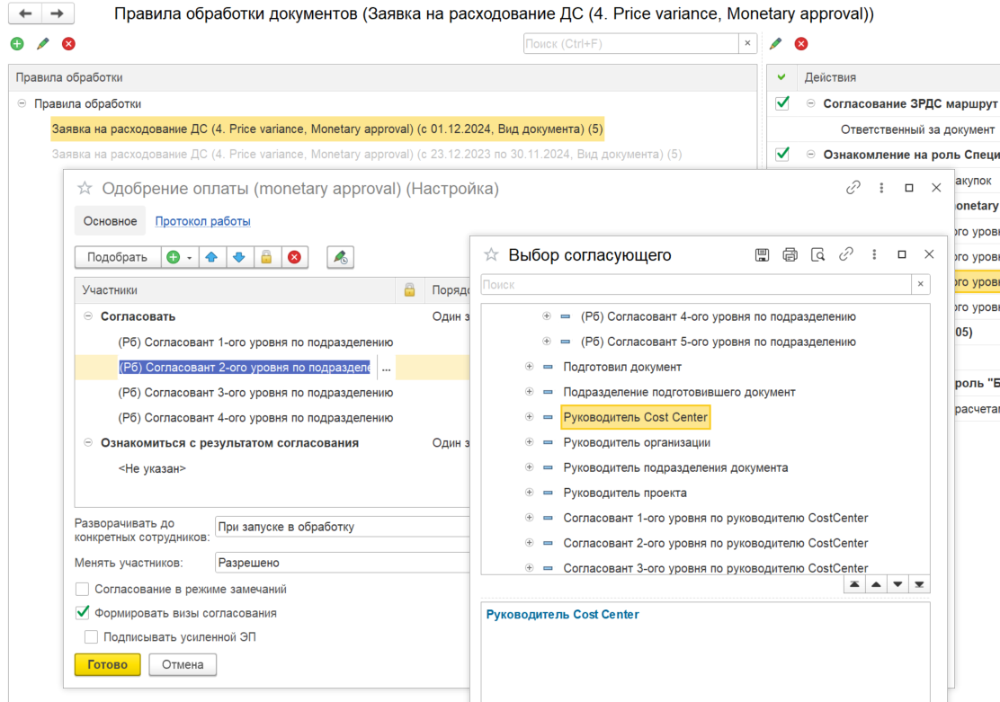 Правила обработки документов (Заявка на расходование ДС (4. Price variance, Monetary approval))
Поиск (Ctrl+F)
Правила обработки
Действия
Правила обработки
Заявка на расходование ДС (4. Price variance, Monetary approval) (с 01.12.2024, Вид документа) (5)
Заявка на расходование ДС (4. Price variance, Monetary approval) (с 23.12.2023 по 30.11.2024, Вид документа) (5)
Согласование ЗРДС маршрут
Ответственный за документ
Ознакомление на роль Специ
акупок
onetary
ого уровн
ого уровн
ого уровн
ого уровн
05)
роль "Б
расчетам
Одобрение оплаты (monetary approval) (Настройка)
Основное
Протокол работы
Подобрать
Участники
Порядо
Согласовать
Один з
(Рб) Согласовант 1-ого уровня по подразделению
(Рб) Согласовант 2-ого уровня по подразделе
...
(Рб) Согласовант 3-ого уровня по подразделению
(Рб) Согласовант 4-ого уровня по подразделению
Ознакомиться с результатом согласования
Один з
<Не указан>
Разворачивать до
конкретных сотрудников:
При запуске в обработку
Менять участников:
Разрешено
Согласование в режиме замечаний
Формировать визы согласования
Подписывать усиленной ЭП
Готово
Отмена
Выбор согласующего
Поиск
(Рб) Согласовант 4-ого уровня по подразделению
(Рб) Согласовант 5-ого уровня по подразделению
Подготовил документ
Подразделение подготовившего документ
Руководитель Cost Center
Руководитель организации
Руководитель подразделения документа
Руководитель проекта
Согласовант 1-ого уровня по руководителю CostCenter
Согласовант 2-ого уровня по руководителю CostCenter
Согласовант 3-ого уровня по руководителю CostCenter
Руководитель Cost Center